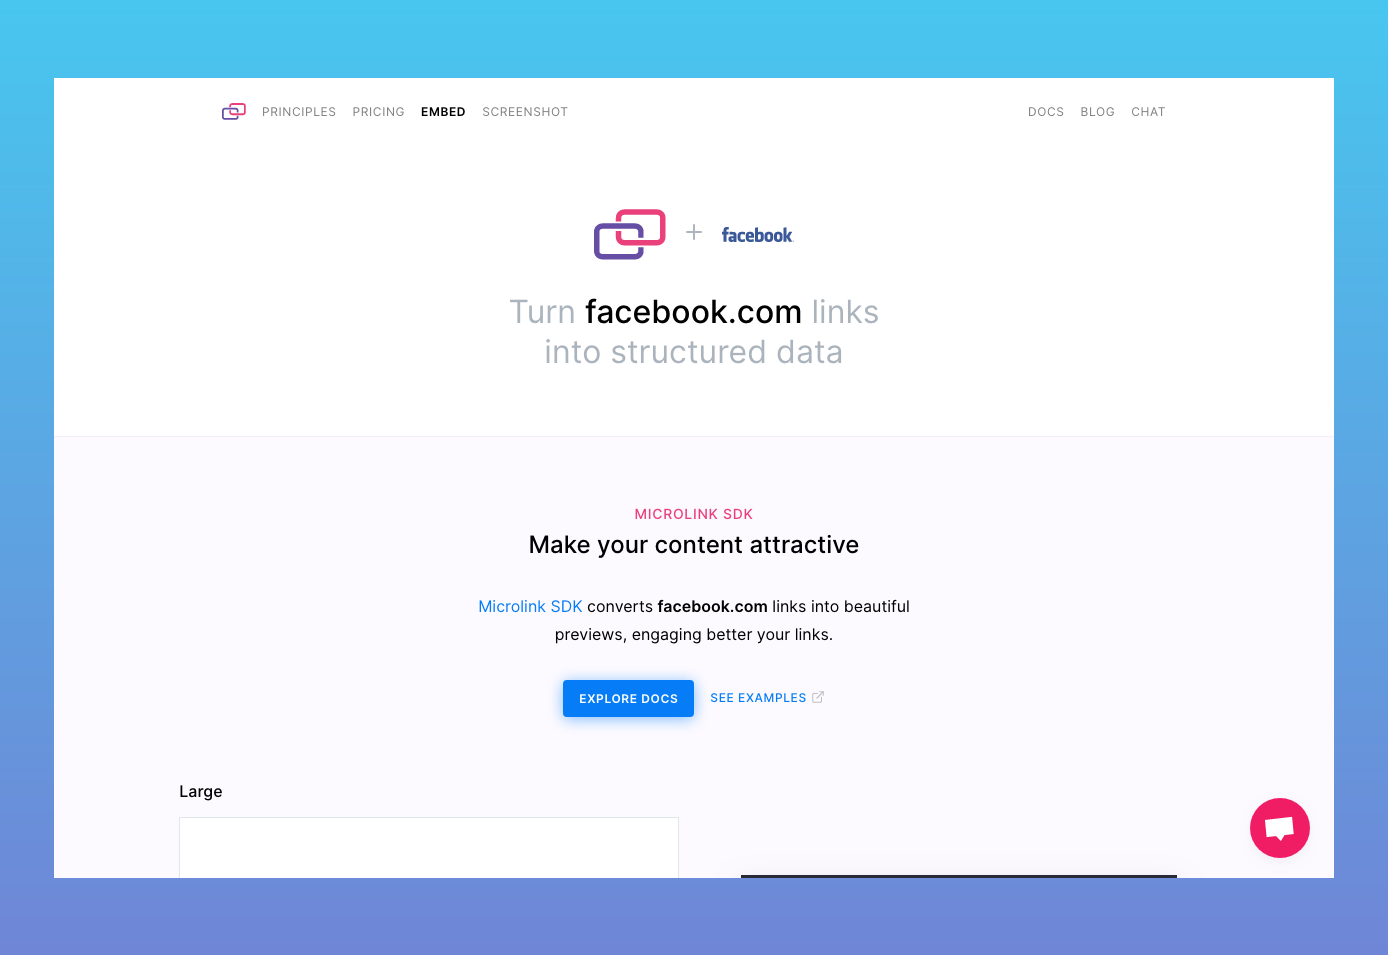 PRINCIPLES PRICING EMBED SCREENSHOT DOCS BLOG CHAT
facebook
Turn facebook.com links
into structured data
MICROLINK SDK
Make your content attractive
Microlink SDK converts facebook.com links into beautiful
previews, engaging better your links.
EXPLORE DOCS SEE EXAMPLES
Large